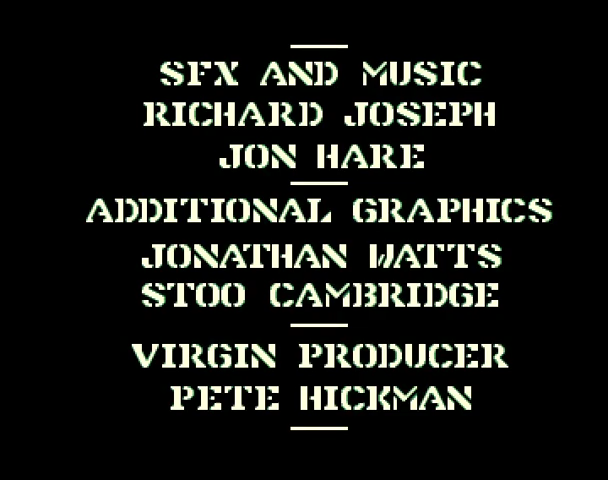 SFX AND MUSIC
RICHARD JOSEPH
JON HARE
ADDITIONAL GRAPHICS
JONATHAN WATTS
STOO CAMBRIDGE
VIRGIN PRODUCER
PETE HICKMAN